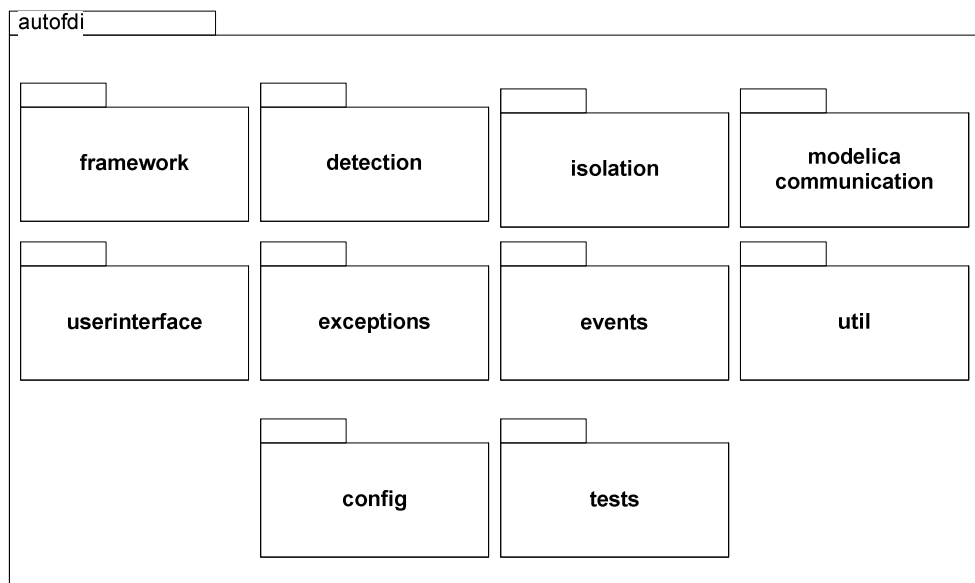 autofdi
framework
detection
isolation
modelica
communication
userinterface
exceptions
events
util
config
tests